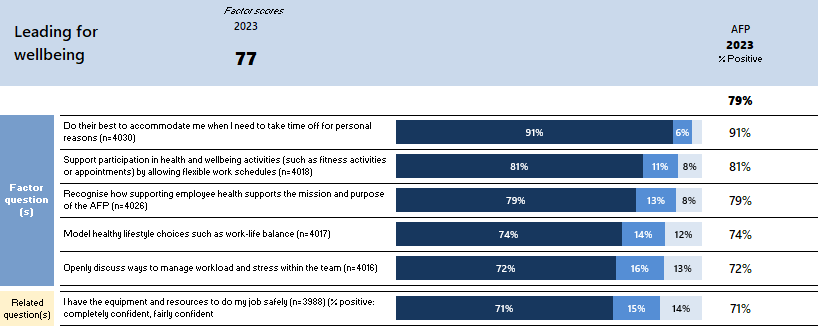 Leading for
wellbeing
Factor scores
2023
77
AFP
2023
% Positive
79%
Factor
question
(s)
Do their best to accommodate me when I need to take time off for personal
reasons (n=4030)
91%
6%
91%
Support participation in health and wellbeing activities (such as fitness activities
or appointments) by allowing flexible work schedules (n=4018)
81%
11%
8%
81%
Recognise how supporting employee health supports the mission and purpose
of the AFP (n=4026)
79%
13%
8%
79%
Model healthy lifestyle choices such as work-life balance (n=4017)
74%
14%
12%
74%
Openly discuss ways to manage workload and stress within the team (n=4016)
72%
16%
13%
72%
Related
question(s)
I have the equipment and resources to do my job safely (n=3988) (% positive:
completely confident, fairly confident
71%
15%
14%
71%